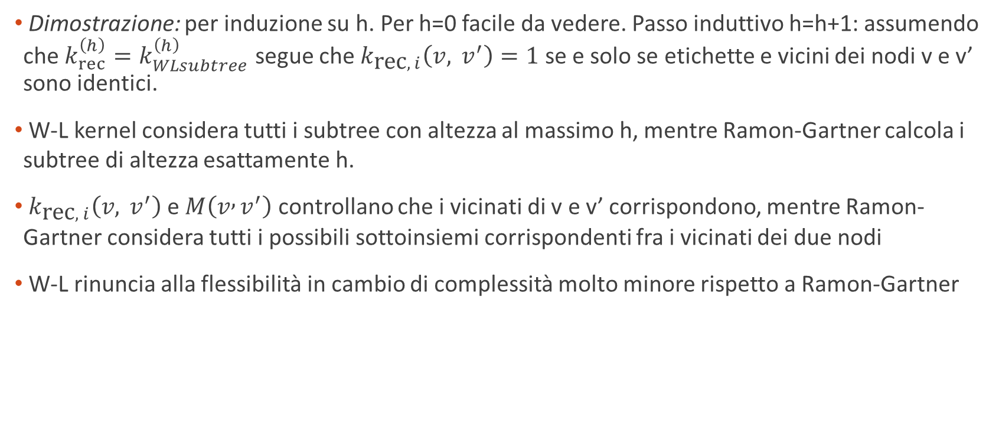 • Dimostrazione: per induzione su h. Per h=0 facile da vedere. Passo induttivo h=h+1: assumendo
che $k_{\text{rec}}^{(h)} = k_{WLsubtree}^{(h)}$ segue che $k_{\text{rec},i}(v, v') = 1$ se e solo se etichette e vicini dei nodi v e v’
sono identici.
• W-L kernel considera tutti i subtree con altezza al massimo h, mentre Ramon-Gartner calcola i
subtree di altezza esattamente h.
• $k_{\text{rec},i}(v, v')$ e $M(v, v')$ controllano che i vicinati di v e v’ corrispondono, mentre Ramon-
Gartner considera tutti i possibili sottoinsiemi corrispondenti fra i vicinati dei due nodi
• W-L rinuncia alla flessibilità in cambio di complessità molto minore rispetto a Ramon-Gartner